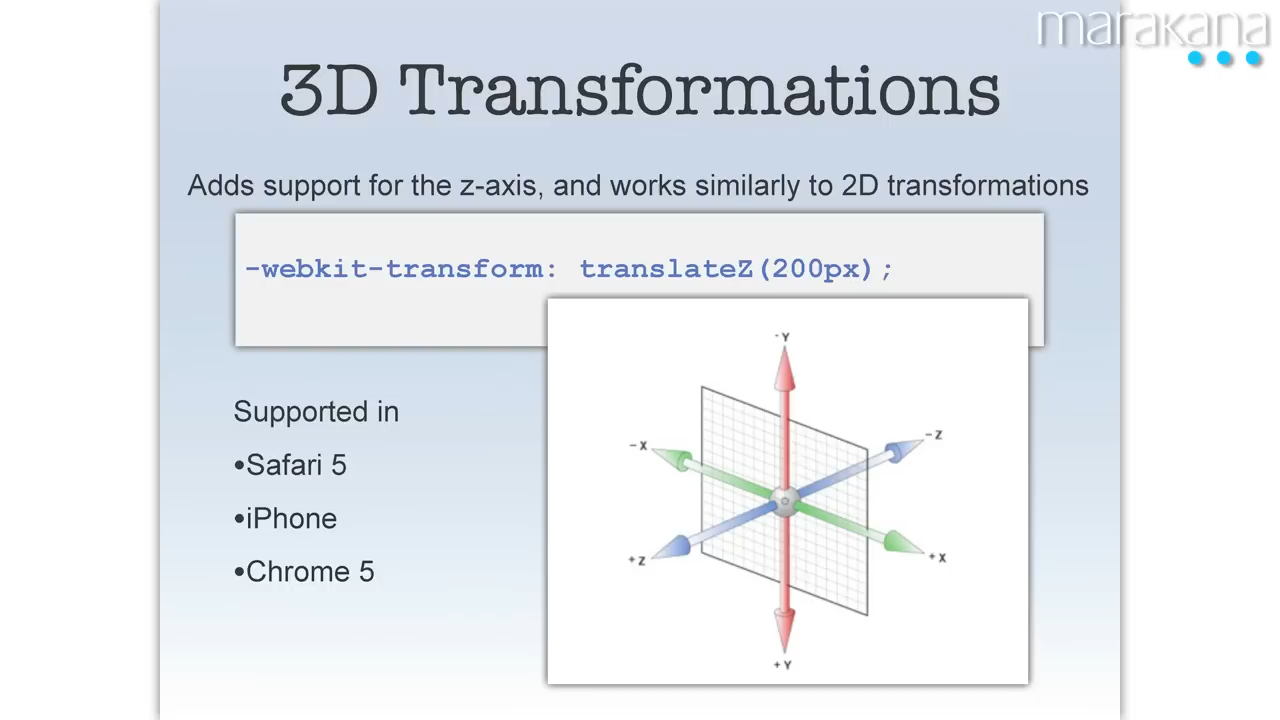 marakana
3D Transformations
Adds support for the z-axis, and works similarly to 2D transformations
-webkit-transform: translateZ(200px);
Supported in
•Safari 5
•iPhone
•Chrome 5
- Y
- X
- Z
+ Z
+ X
+ Y